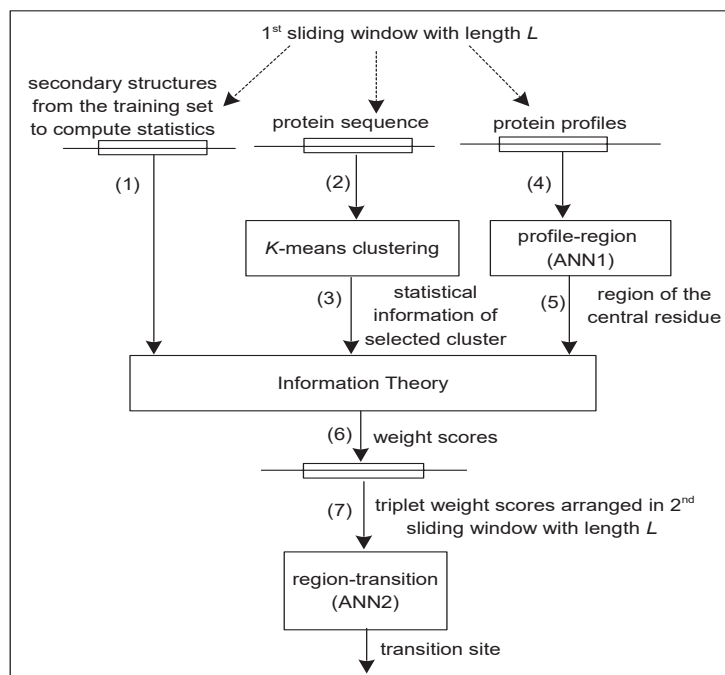 1st sliding window with length L
secondary structures
from the training set
to compute statistics
protein sequence
protein profiles
(1)
(2)
(4)
K-means clustering
profile-region
(ANN1)
(3)
statistical
information of
selected cluster
(5)
region of the
central residue
Information Theory
(6)
weight scores
(7)
triplet weight scores arranged in 2nd
sliding window with length L
region-transition
(ANN2)
transition site